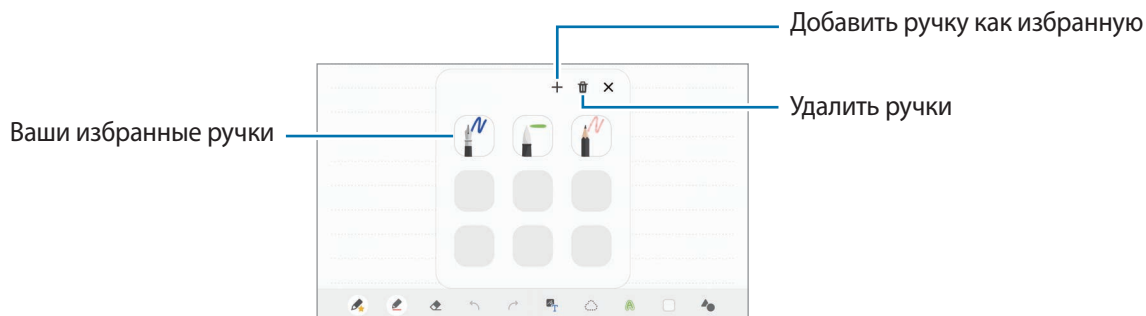 Добавить ручку как избранную
Удалить ручки
Ваши избранные ручки